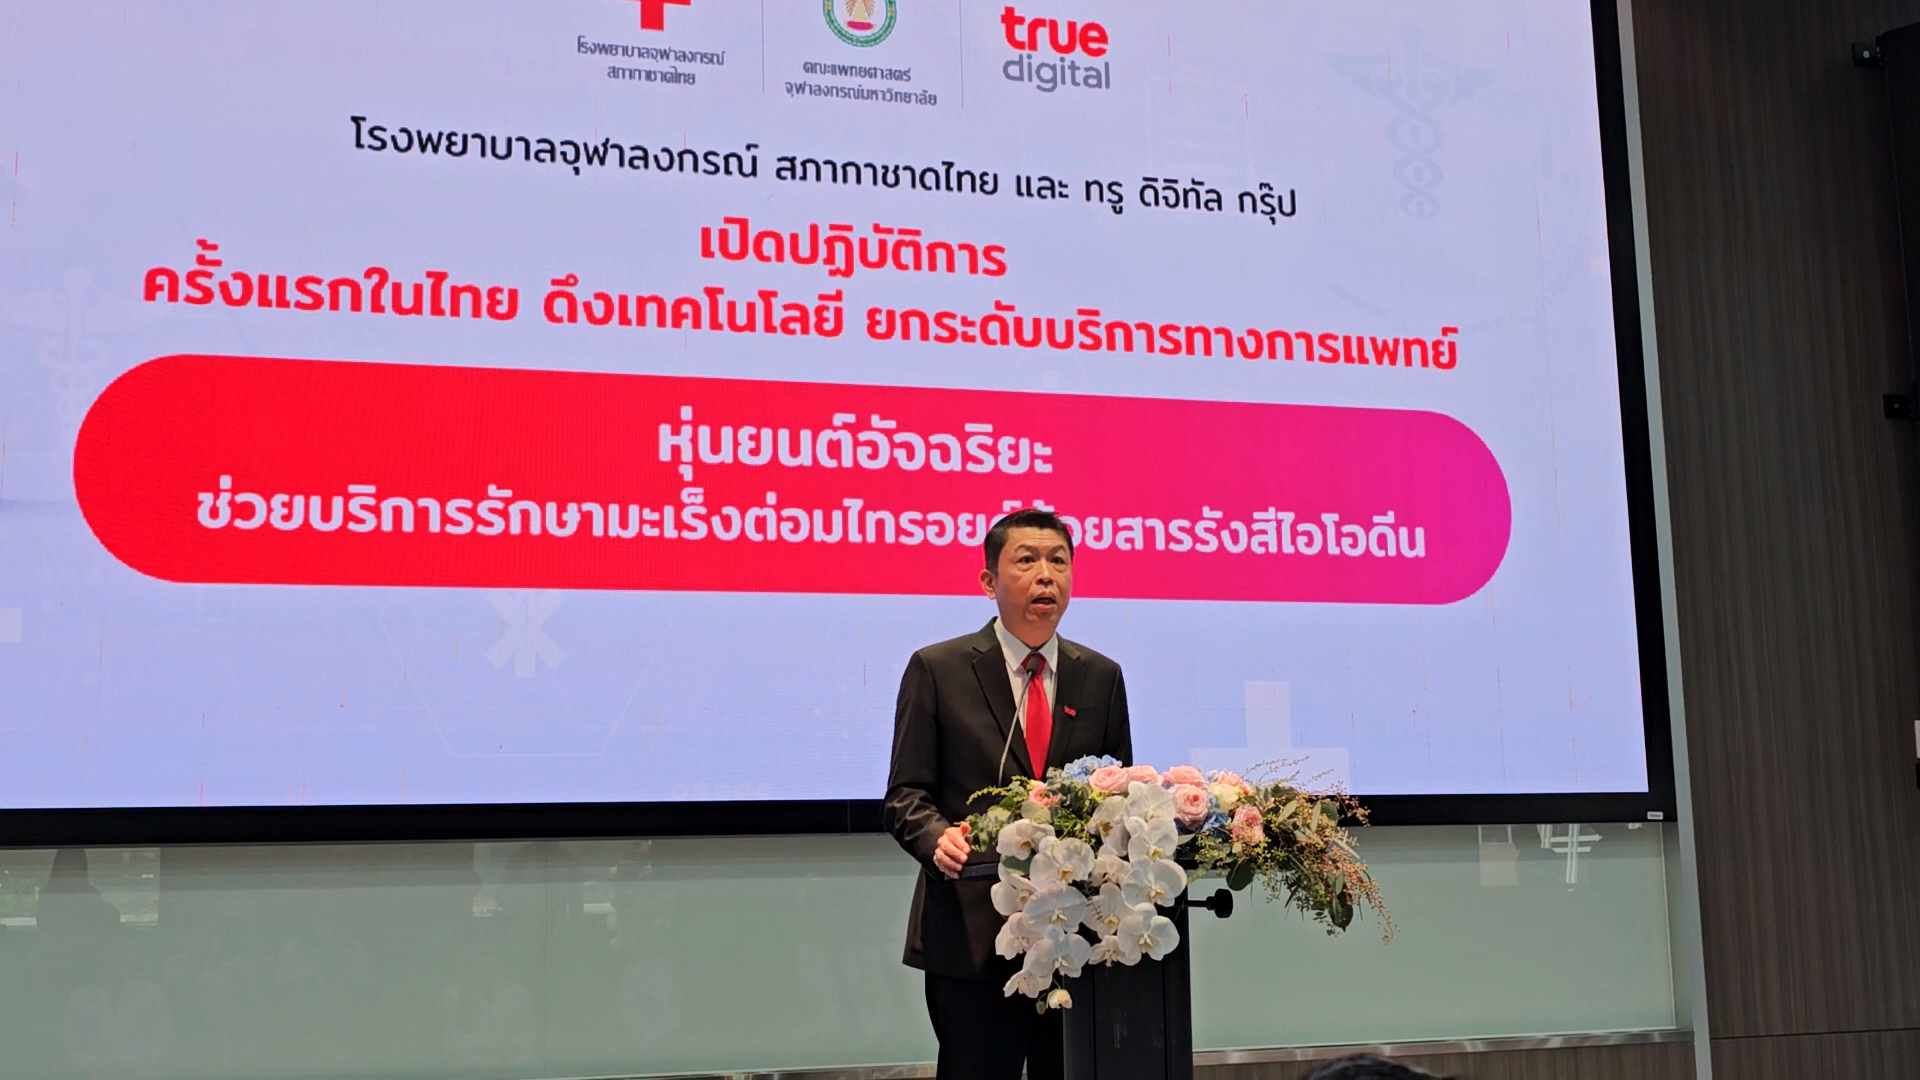 โรงพยาบาลจุฬาลงกรณ์
สภากาชาดไทย
คณะแพทยศาสตร์
จุฬาลงกรณ์มหาวิทยาลัย
true
digital
โรงพยาบาลจุฬาลงกรณ์ สภากาชาดไทย และ ทรู ดิจิทัล กรุ๊ป
เปิดปฏิบัติการ
ครั้งแรกในไทย ดึงเทคโนโลยี ยกระดับบริการทางการแพทย์
หุ่นยนต์อัจฉริยะ
ช่วยบริการรักษามะเร็งต่อมไทรอยด์ด้วยสารรังสีไอโอดีน